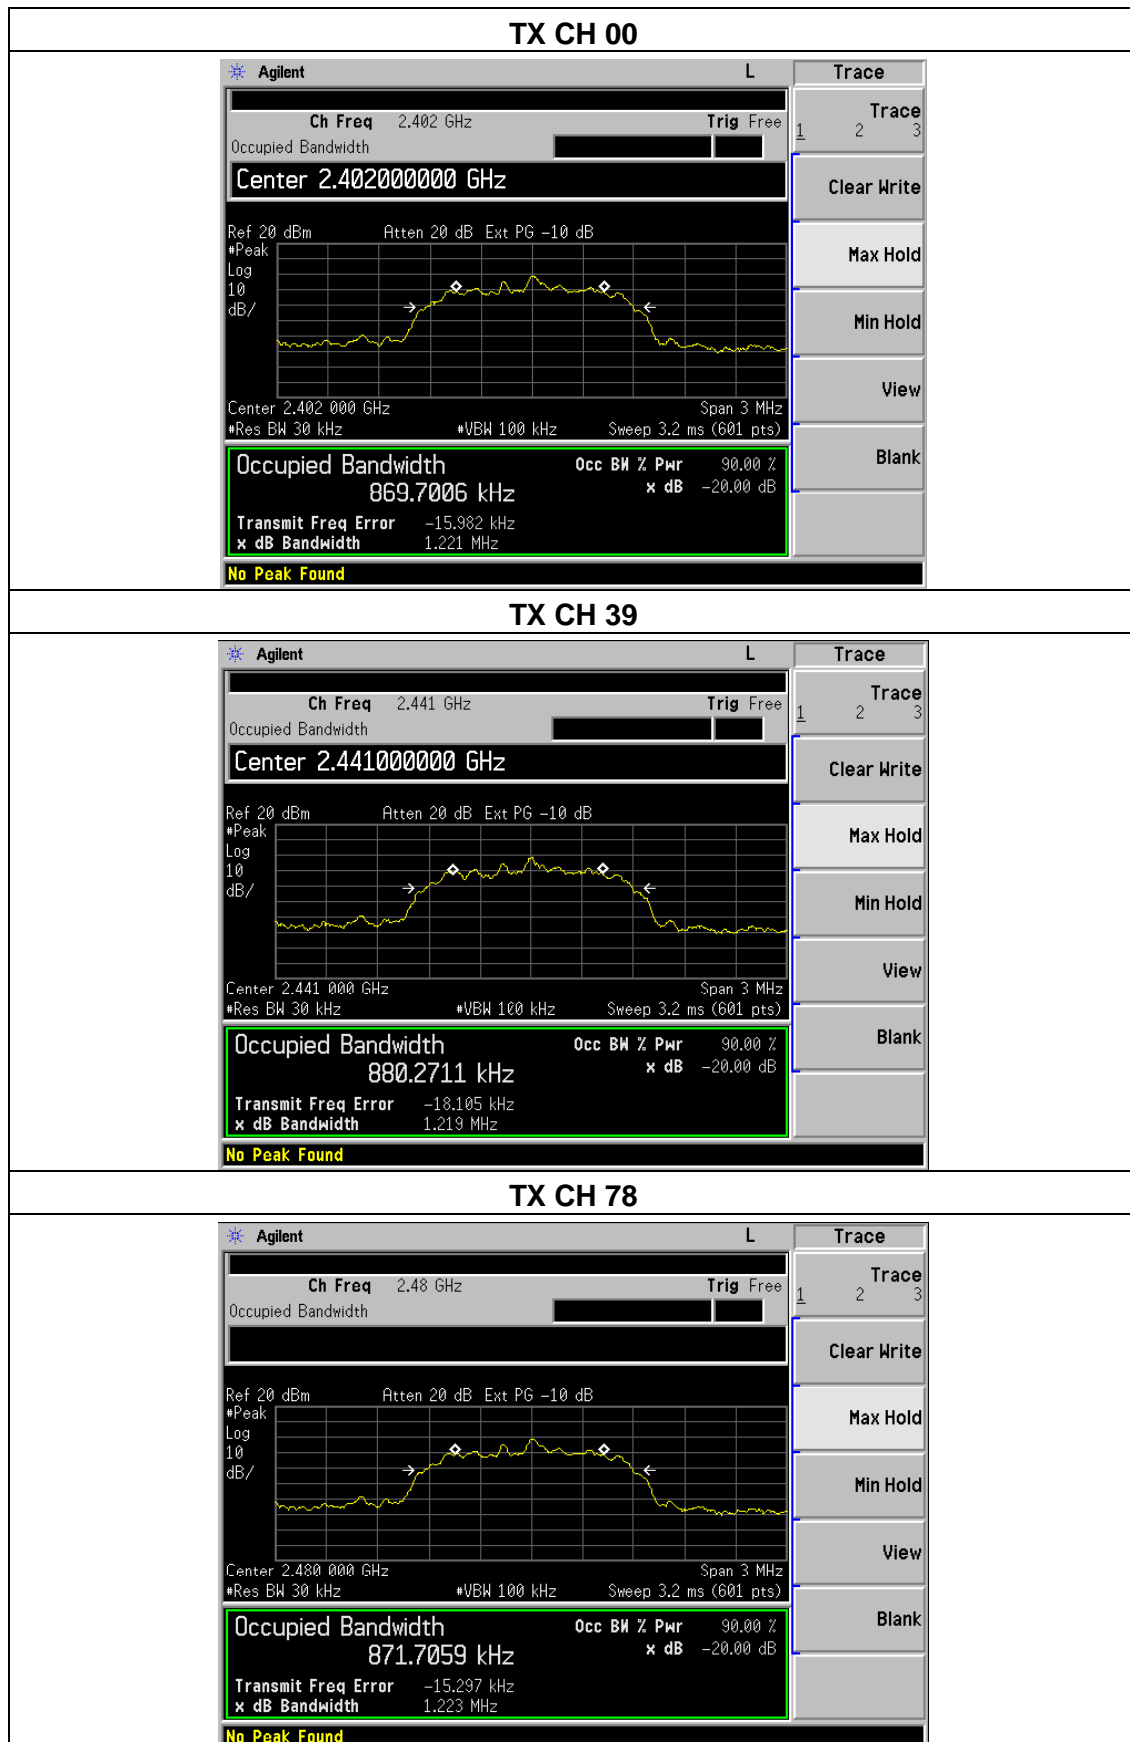 TX CH 00
Agilent L Trace
Ch Freq 2.402 GHz Trig Free
Occupied Bandwidth
Center 2.402000000 GHz
Ref 20 dBm Atten 20 dB Ext PG -10 dB
#Peak
Log
10
dB/
Center 2.402 000 GHz Span 3 MHz
#Res BW 30 kHz #VBW 100 kHz Sweep 3.2 ms (601 pts)
Occupied Bandwidth Occ BW % Pwr 90.00 %
869.7006 kHz x dB -20.00 dB
Transmit Freq Error -15.982 kHz
x dB Bandwidth 1.221 MHz
No Peak Found
Trace
1 2 3
Clear Write
Max Hold
Min Hold
View
Blank
TX CH 39
Agilent L Trace
Ch Freq 2.441 GHz Trig Free
Occupied Bandwidth
Center 2.441000000 GHz
Ref 20 dBm Atten 20 dB Ext PG -10 dB
#Peak
Log
10
dB/
Center 2.441 000 GHz Span 3 MHz
#Res BW 30 kHz #VBW 100 kHz Sweep 3.2 ms (601 pts)
Occupied Bandwidth Occ BW % Pwr 90.00 %
880.2711 kHz x dB -20.00 dB
Transmit Freq Error -18.105 kHz
x dB Bandwidth 1.219 MHz
No Peak Found
Trace
1 2 3
Clear Write
Max Hold
Min Hold
View
Blank
TX CH 78
Agilent L Trace
Ch Freq 2.48 GHz Trig Free
Occupied Bandwidth
Ref 20 dBm Atten 20 dB Ext PG -10 dB
#Peak
Log
10
dB/
Center 2.480 000 GHz Span 3 MHz
#Res BW 30 kHz #VBW 100 kHz Sweep 3.2 ms (601 pts)
Occupied Bandwidth Occ BW % Pwr 90.00 %
871.7059 kHz x dB -20.00 dB
Transmit Freq Error -15.297 kHz
x dB Bandwidth 1.223 MHz
No Peak Found
Trace
1 2 3
Clear Write
Max Hold
Min Hold
View
Blank